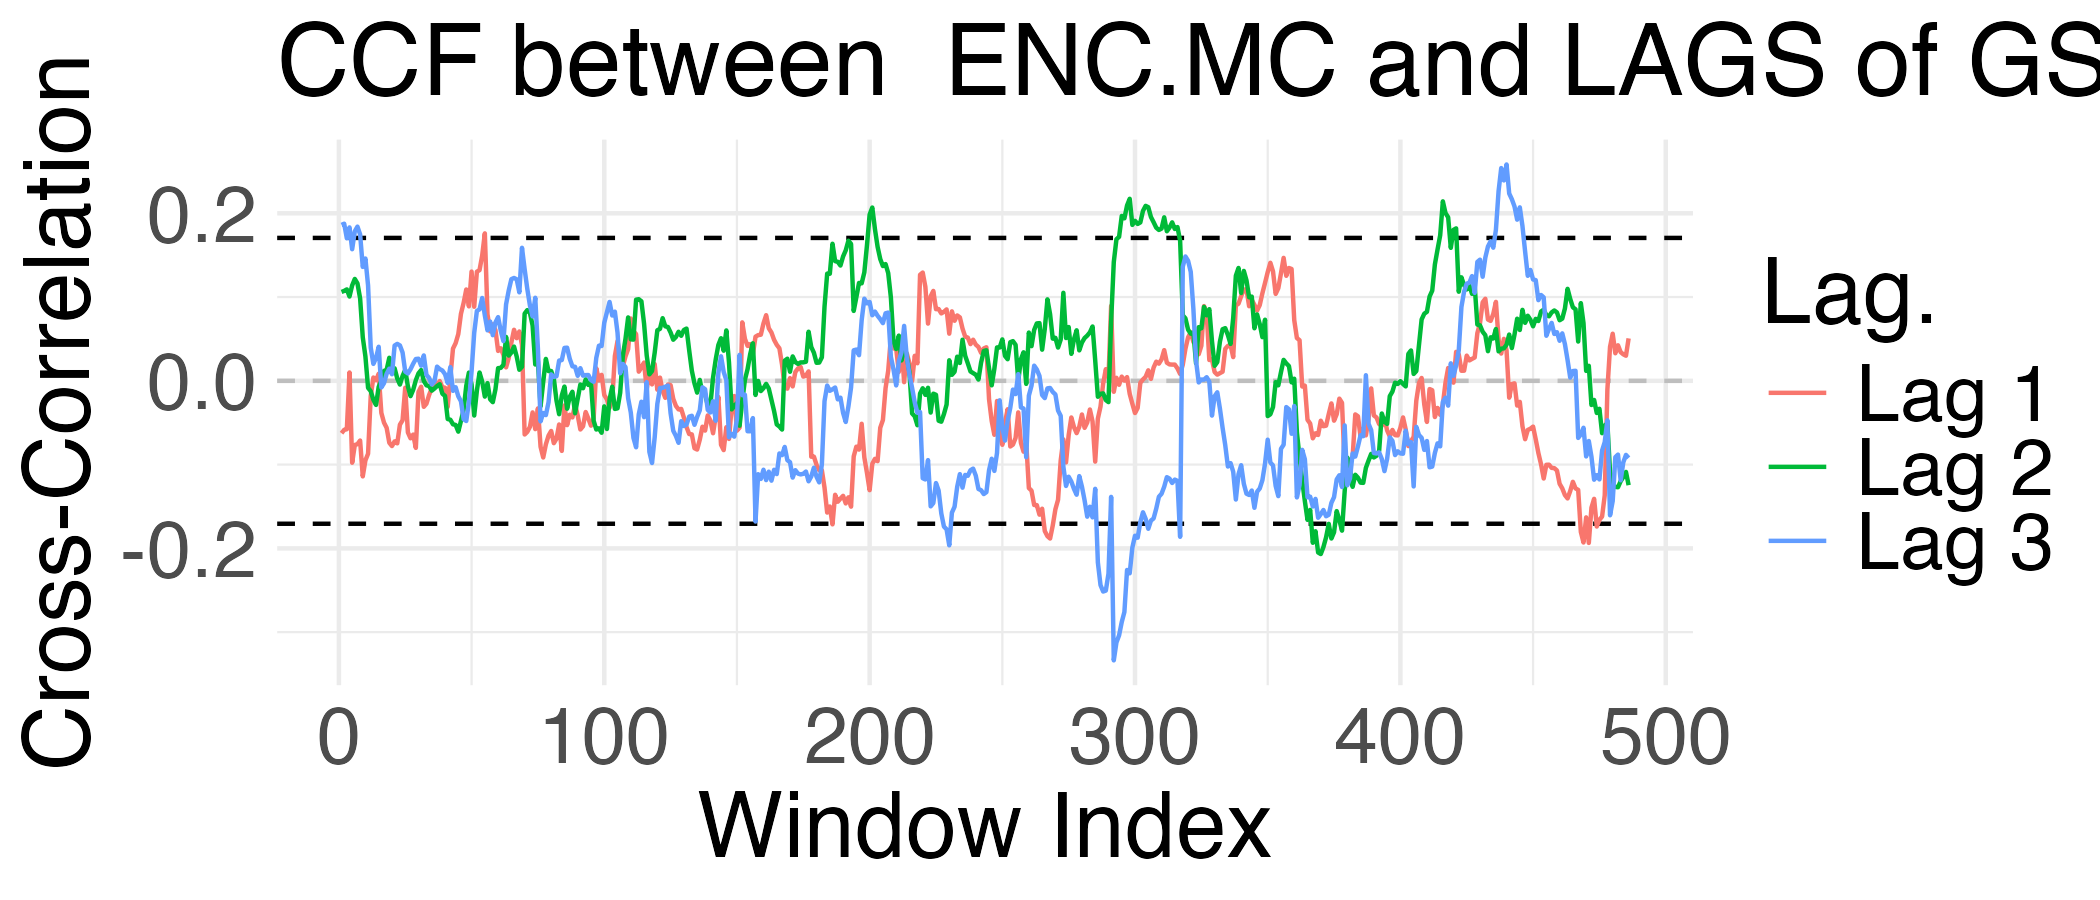 CCF between  ENC.MC and LAGS of GS
Cross-Correlation
0.2
0.0
-0.2
0 100 200 300 400 500
Window Index
Lag.
Lag 1
Lag 2
Lag 3